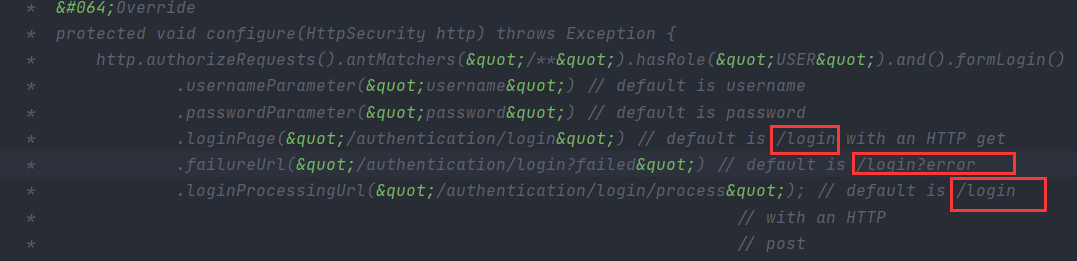 * &#064;Override
* protected void configure(HttpSecurity http) throws Exception {
* http.authorizeRequests().antMatchers(&quot;/**&quot;).hasRole(&quot;USER&quot;).and().formLogin()
* .usernameParameter(&quot;username&quot;) // default is username
* .passwordParameter(&quot;password&quot;) // default is password
* .loginPage(&quot;/authentication/login&quot;) // default is /login with an HTTP get
* .failureUrl(&quot;/authentication/login?failed&quot;) // default is /login?error
* .loginProcessingUrl(&quot;/authentication/login/process&quot;); // default is /login
* // with an HTTP
* // post